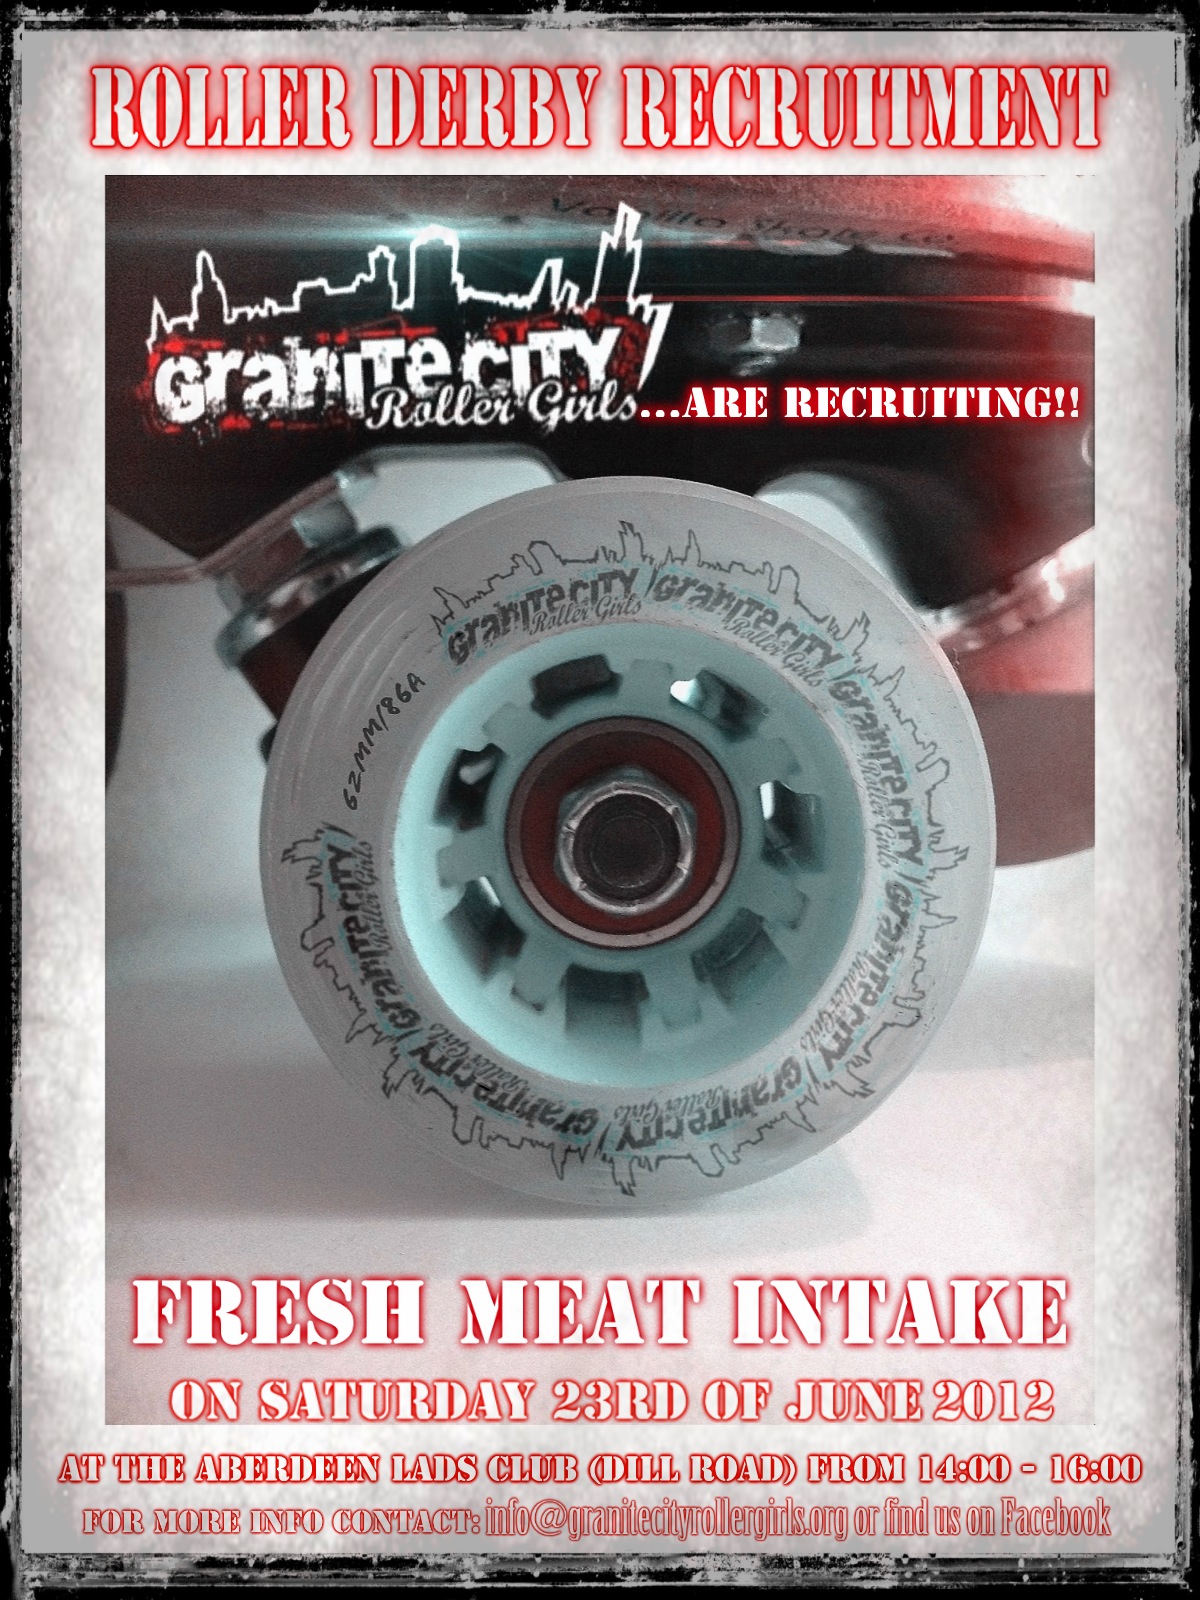 ROLLER DERBY RECRUITMENT
Vanilla Skate co.
GRANITE CITY
Roller Girls
...ARE RECRUITING!!
62MM/86A
GRANITE CITY
Roller Girls
GRANITE CITY
Roller Girls
GRANITE CITY
Roller Girls
GRANITE CITY
Roller Girls
GRANITE CITY
Roller Girls
GRANITE CITY
Roller Girls
GRANITE CITY
Roller Girls
FRESH MEAT INTAKE
ON SATURDAY 23RD OF JUNE 2012
AT THE ABERDEEN LADS CLUB (DILL ROAD) FROM 14:00 - 16:00
FOR MORE INFO CONTACT: info@granitecityrollergirls.org or find us on Facebook